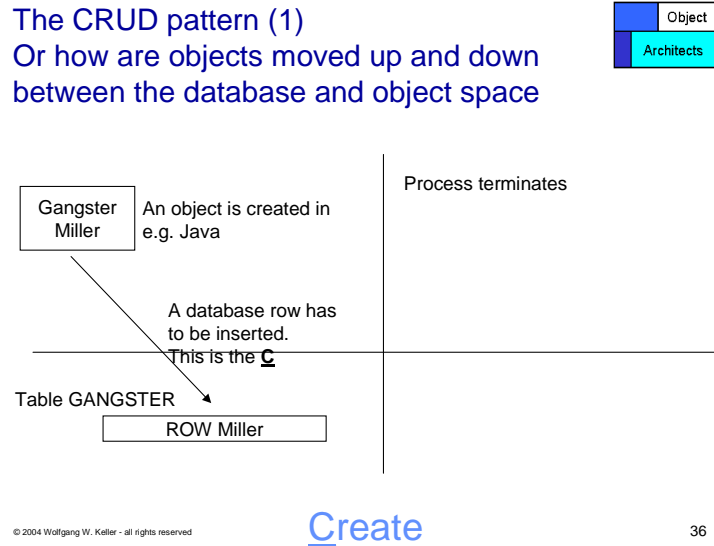 The CRUD pattern (1)
Or how are objects moved up and down
between the database and object space
Object
Architects
Gangster
Miller
An object is created in
e.g. Java
Process terminates
A database row has
to be inserted.
This is the C
Table GANGSTER
ROW Miller
© 2004 Wolfgang W. Keller - all rights reserved
Create
36